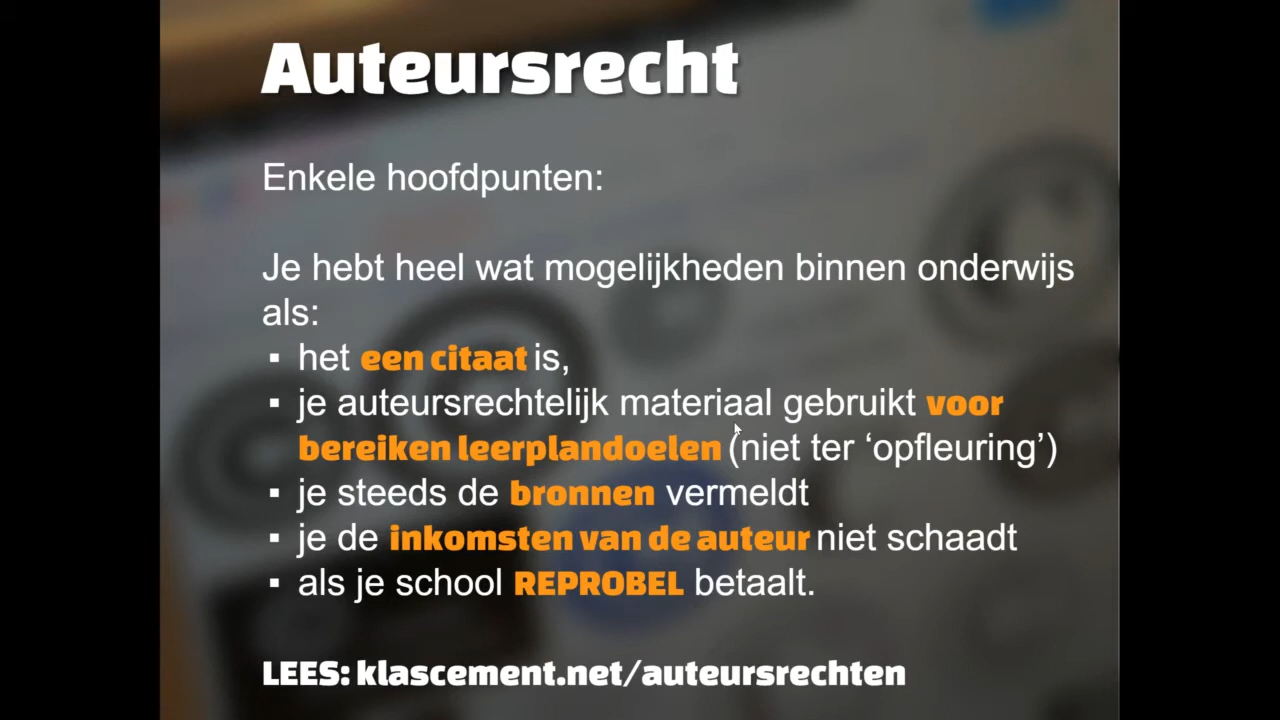 Auteursrecht
Enkele hoofdpunten:
Je hebt heel wat mogelijkheden binnen onderwijs
als:
▪ het een citaat is,
▪ je auteursrechtelijk materiaal gebruikt voor
bereiken leerplandoelen (niet ter ‘opfleuring’)
▪ je steeds de bronnen vermeldt
▪ je de inkomsten van de auteur niet schaadt
▪ als je school REPROBEL betaalt.
LEES: klascement.net/auteursrechten